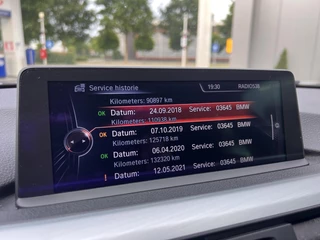 Service historie 19:30 RADIO538
Kilometers: 90897 km
OK Datum: 24.09.2018 Service: 03645 BMW
Kilometers: 110938 km
OK Datum: 07.10.2019 Service: 03645 BMW
Kilometers: 125718 km
OK Datum: 06.04.2020 Service: 03645 BMW
Kilometers: 132320 km
! Datum: 12.05.2021 Service: 03645 BMW